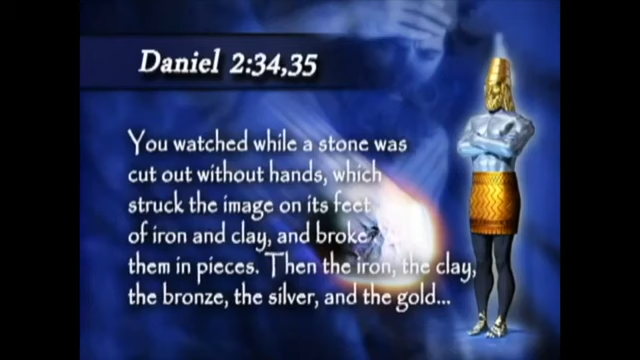 Daniel 2:34,35
You watched while a stone was
cut out without hands, which
struck the image on its feet
of iron and clay, and broke
them in pieces. Then the iron, the clay,
the bronze, the silver, and the gold...